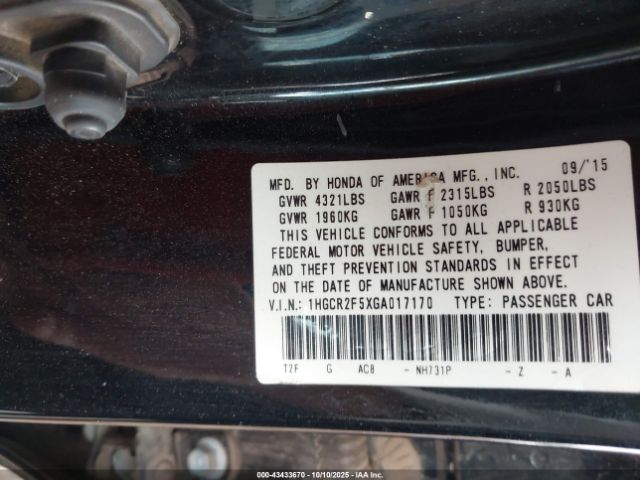 MFD. BY HONDA OF AMERICA MFG., INC. 09/'15
GVWR 4321LBS GAWR F 2315LBS R 2050LBS
GVWR 1960KG GAWR F 1050KG R 930KG
THIS VEHICLE CONFORMS TO ALL APPLICABLE
FEDERAL MOTOR VEHICLE SAFETY, BUMPER,
AND THEFT PREVENTION STANDARDS IN EFFECT
ON THE DATE OF MANUFACTURE SHOWN ABOVE.
V.I.N.: 1HGCR2F5XGA017170 TYPE: PASSENGER CAR
T2F G AC8 - NH731P - Z - A
000-43433670 10/10/2025 - IAAI.COM